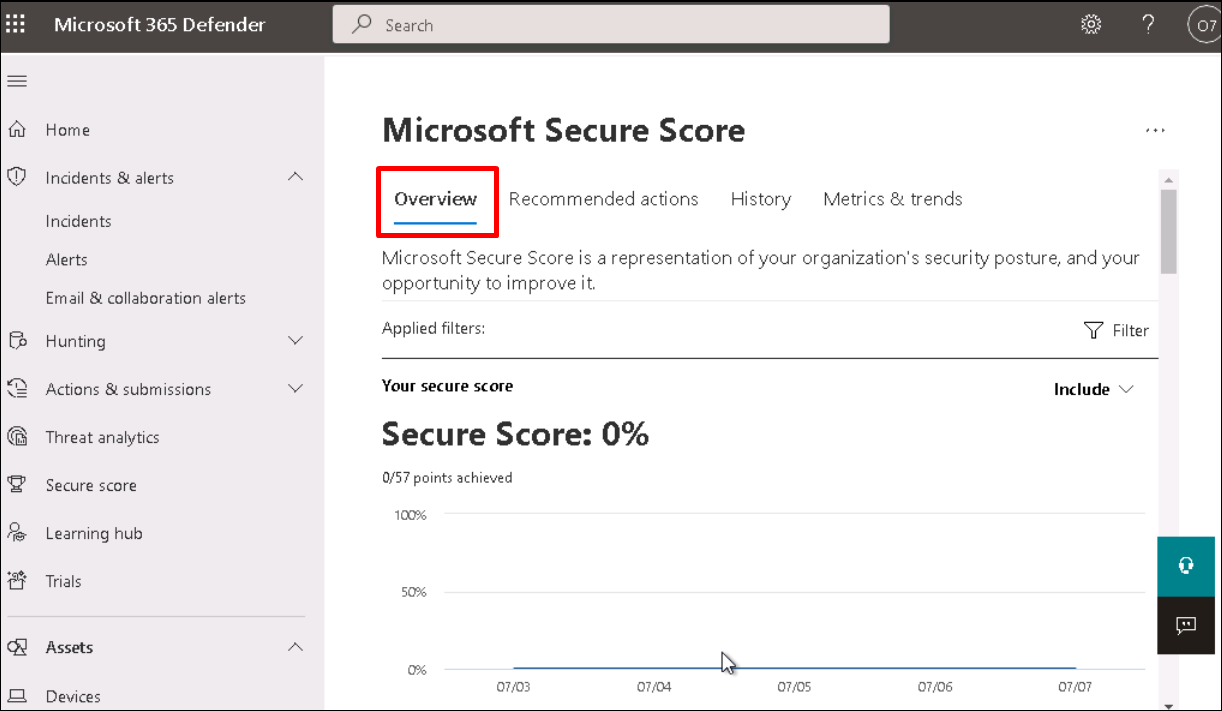 Microsoft 365 Defender
Search
O7
Home
Incidents & alerts
Incidents
Alerts
Email & collaboration alerts
Hunting
Actions & submissions
Threat analytics
Secure score
Learning hub
Trials
Assets
Devices
Microsoft Secure Score
Overview Recommended actions History Metrics & trends
Microsoft Secure Score is a representation of your organization's security posture, and your
opportunity to improve it.
Applied filters:
Filter
Your secure score
Include
Secure Score: 0%
0/57 points achieved
100%
50%
0%
07/03 07/04 07/05 07/06 07/07